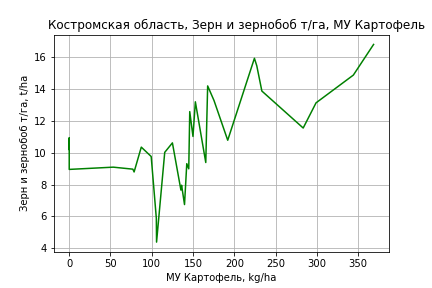 Костромская область, Зерн и зернобоб т/га, МУ Картофель
Зерн и зернобоб т/га, t/ha
16
14
12
10
8
6
4
0 50 100 150 200 250 300 350
МУ Картофель, kg/ha